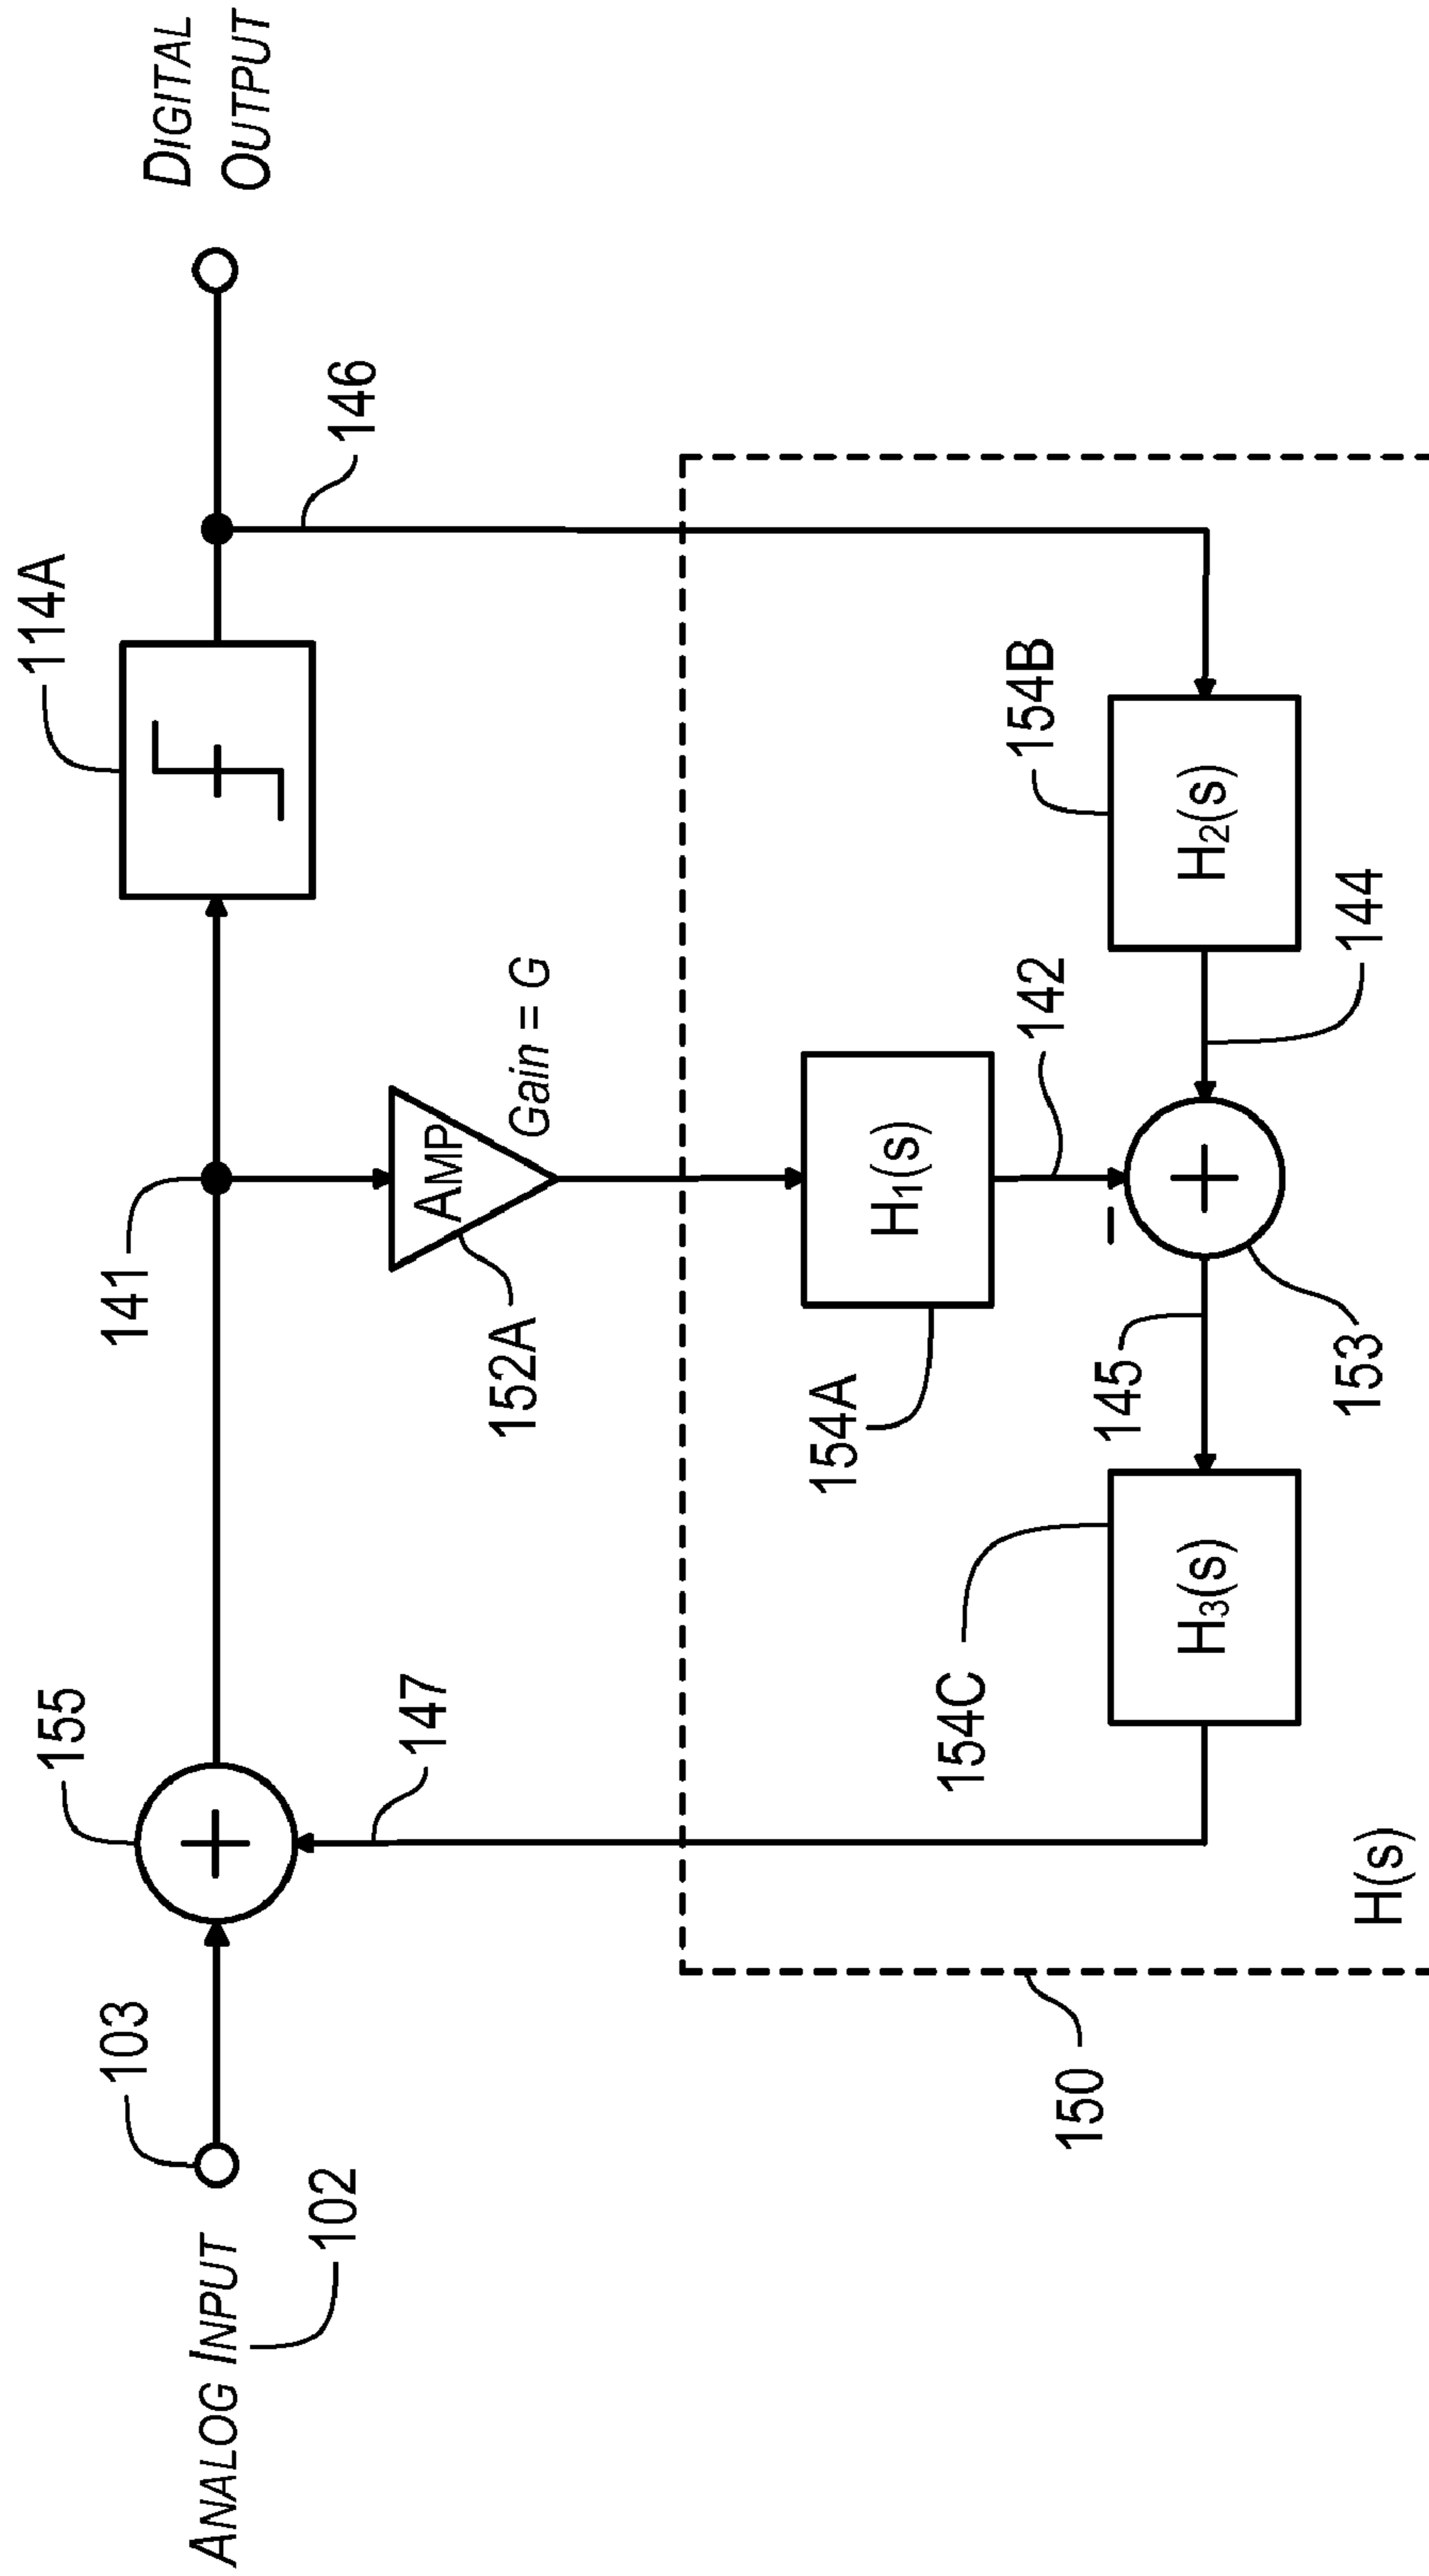 ANALOG INPUT
102
103
155
141
114A
DIGITAL
OUTPUT
146
147
AMP
Gain = G
152A
150
154A
H1(s)
142
154B
H2(s)
144
153
145
154C
H3(s)
H(s)